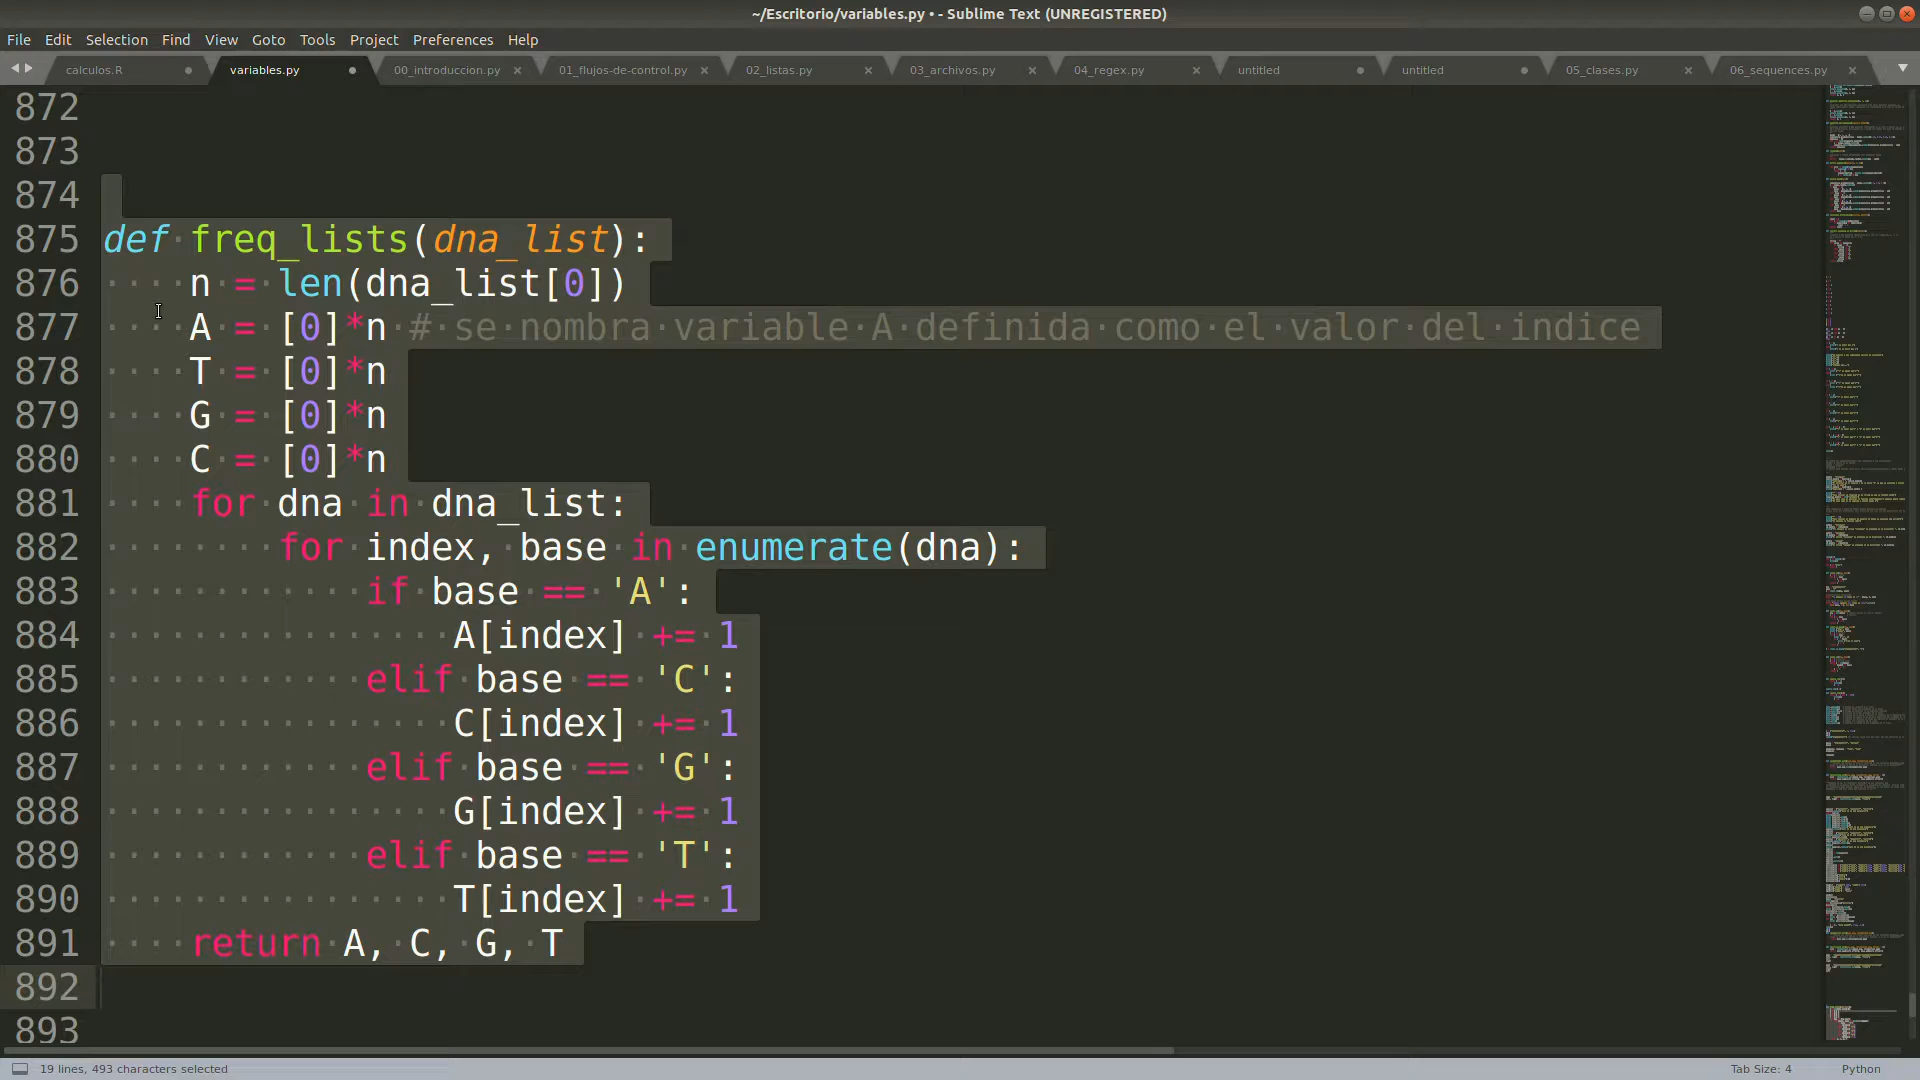 ~/Escritorio/variables.py • - Sublime Text (UNREGISTERED)
File Edit Selection Find View Goto Tools Project Preferences Help
calculos.R variables.py 00_introduccion.py 01_flujos-de-control.py 02_listas.py 03_archivos.py 04_regex.py untitled untitled 05_clases.py 06_sequences.py
872
873
874
875 def freq_lists(dna_list):
876 n = len(dna_list[0])
877 A = [0]*n # se nombra variable A definida como el valor del indice
878 T = [0]*n
879 G = [0]*n
880 C = [0]*n
881 for dna in dna_list:
882 for index, base in enumerate(dna):
883 if base == 'A':
884 A[index] += 1
885 elif base == 'C':
886 C[index] += 1
887 elif base == 'G':
888 G[index] += 1
889 elif base == 'T':
890 T[index] += 1
891 return A, C, G, T
892
893
19 lines, 493 characters selected Tab Size: 4 Python